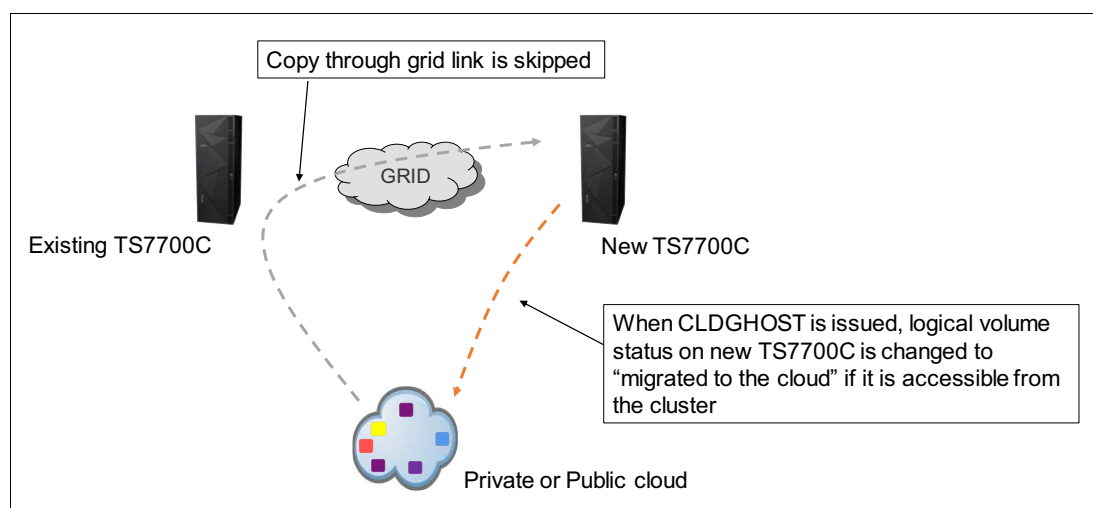 Copy through grid link is skipped
GRID
Existing TS7700C
New TS7700C
When CLDGHOST is issued, logical volume
status on new TS7700C is changed to
“migrated to the cloud” if it is accessible from
the cluster
Private or Public cloud